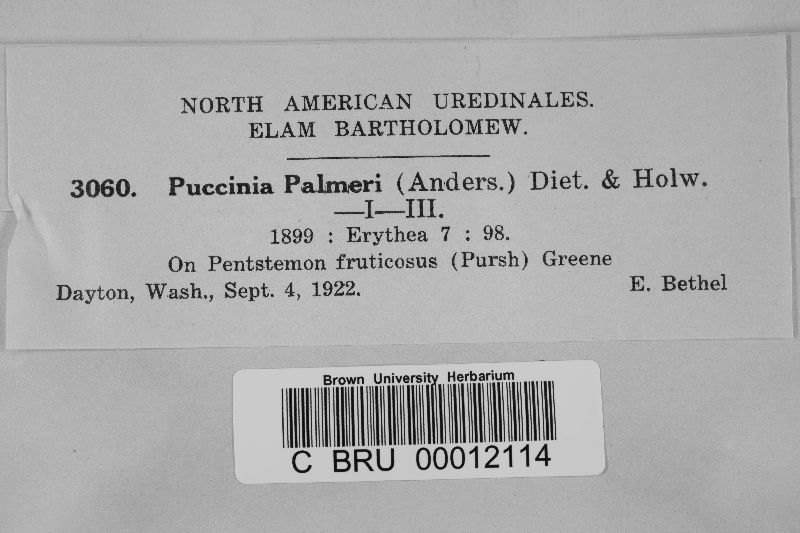 NORTH AMERICAN UREDINALES.
ELAM BARTHOLOMEW.
3060. Puccinia Palmeri (Anders.) Diet. & Holw.
—I—III.
1899 : Erythea 7 : 98.
On Pentstemon fruticosus (Pursh) Greene
Dayton, Wash., Sept. 4, 1922. E. Bethel
Brown University Herbarium
C BRU 00012114